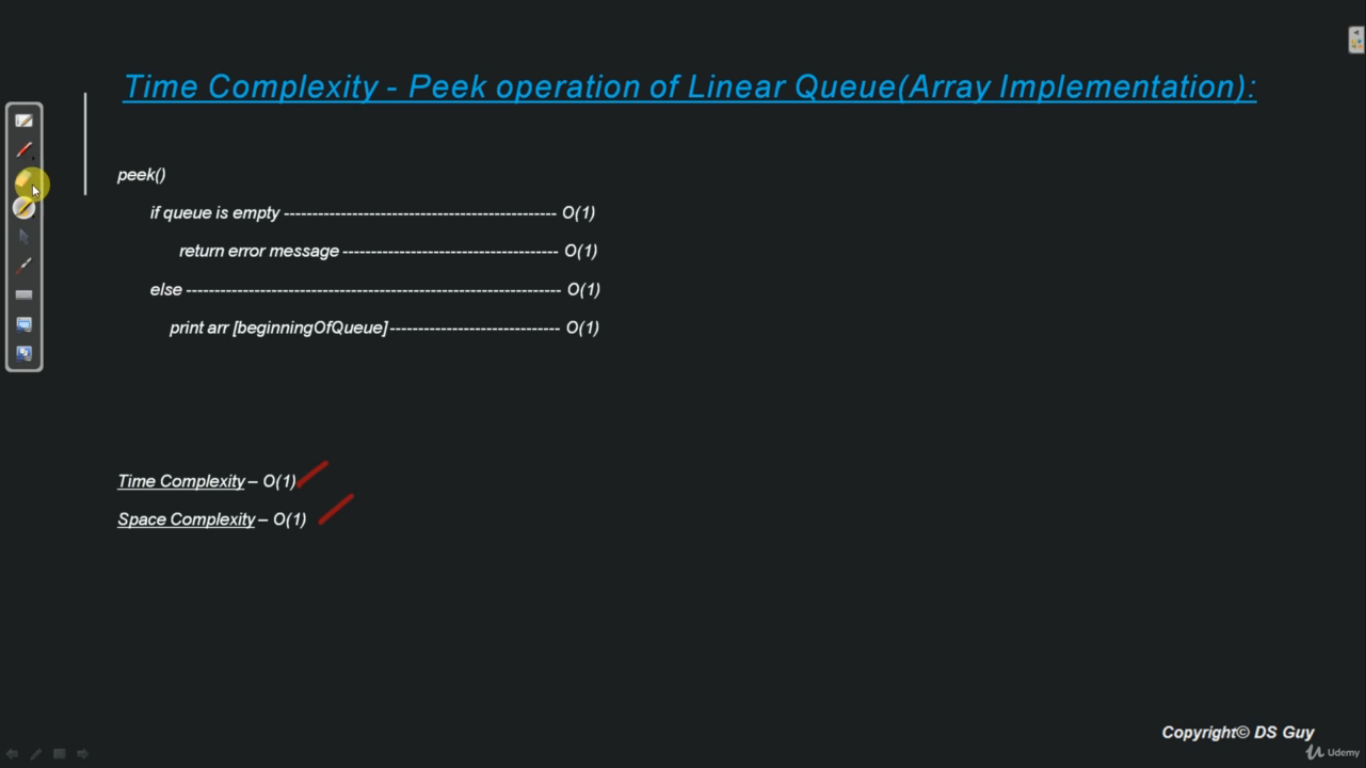 Time Complexity - Peek operation of Linear Queue(Array Implementation):
peek()
if queue is empty ------------------------------------------------ O(1)
return error message -------------------------------------- O(1)
else ------------------------------------------------------------------ O(1)
print arr [beginningOfQueue]------------------------------ O(1)
Time Complexity – O(1)
Space Complexity – O(1)
Copyright© DS Guy
Udemy